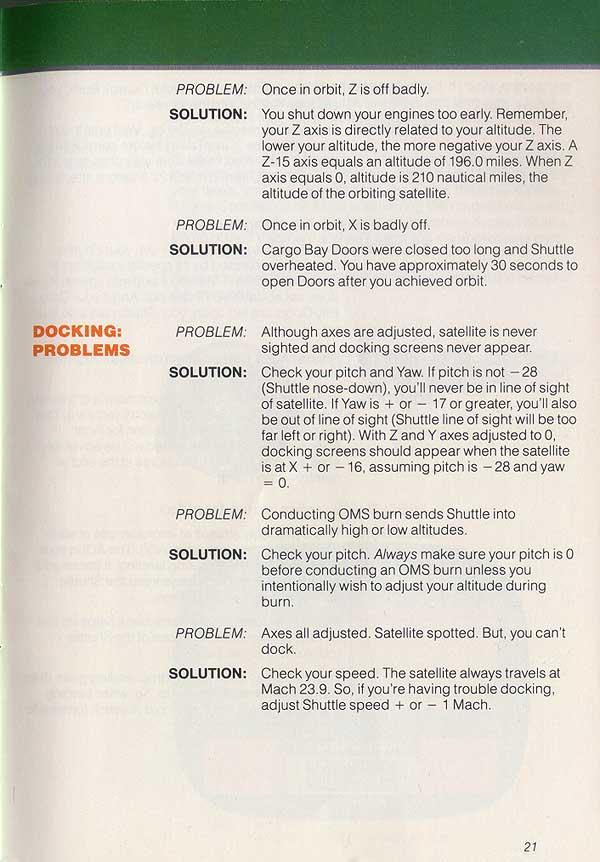 PROBLEM: Once in orbit, Z is off badly.
SOLUTION: You shut down your engines too early. Remember,
your Z axis is directly related to your altitude. The
lower your altitude, the more negative your Z axis. A
Z-15 axis equals an altitude of 196.0 miles. When Z
axis equals 0, altitude is 210 nautical miles, the
altitude of the orbiting satellite.
PROBLEM: Once in orbit, X is badly off.
SOLUTION: Cargo Bay Doors were closed too long and Shuttle
overheated. You have approximately 30 seconds to
open Doors after you achieved orbit.
DOCKING:
PROBLEMS
PROBLEM: Although axes are adjusted, satellite is never
sighted and docking screens never appear.
SOLUTION: Check your pitch and Yaw. If pitch is not −28
(Shuttle nose-down), you'll never be in line of sight
of satellite. If Yaw is + or − 17 or greater, you'll also
be out of line of sight (Shuttle line of sight will be too
far left or right). With Z and Y axes adjusted to 0,
docking screens should appear when the satellite
is at X + or − 16, assuming pitch is −28 and yaw
= 0.
PROBLEM: Conducting OMS burn sends Shuttle into
dramatically high or low altitudes.
SOLUTION: Check your pitch. Always make sure your pitch is 0
before conducting an OMS burn unless you
intentionally wish to adjust your altitude during
burn.
PROBLEM: Axes all adjusted. Satellite spotted. But, you can't
dock.
SOLUTION: Check your speed. The satellite always travels at
Mach 23.9. So, if you're having trouble docking,
adjust Shuttle speed + or − 1 Mach.
21